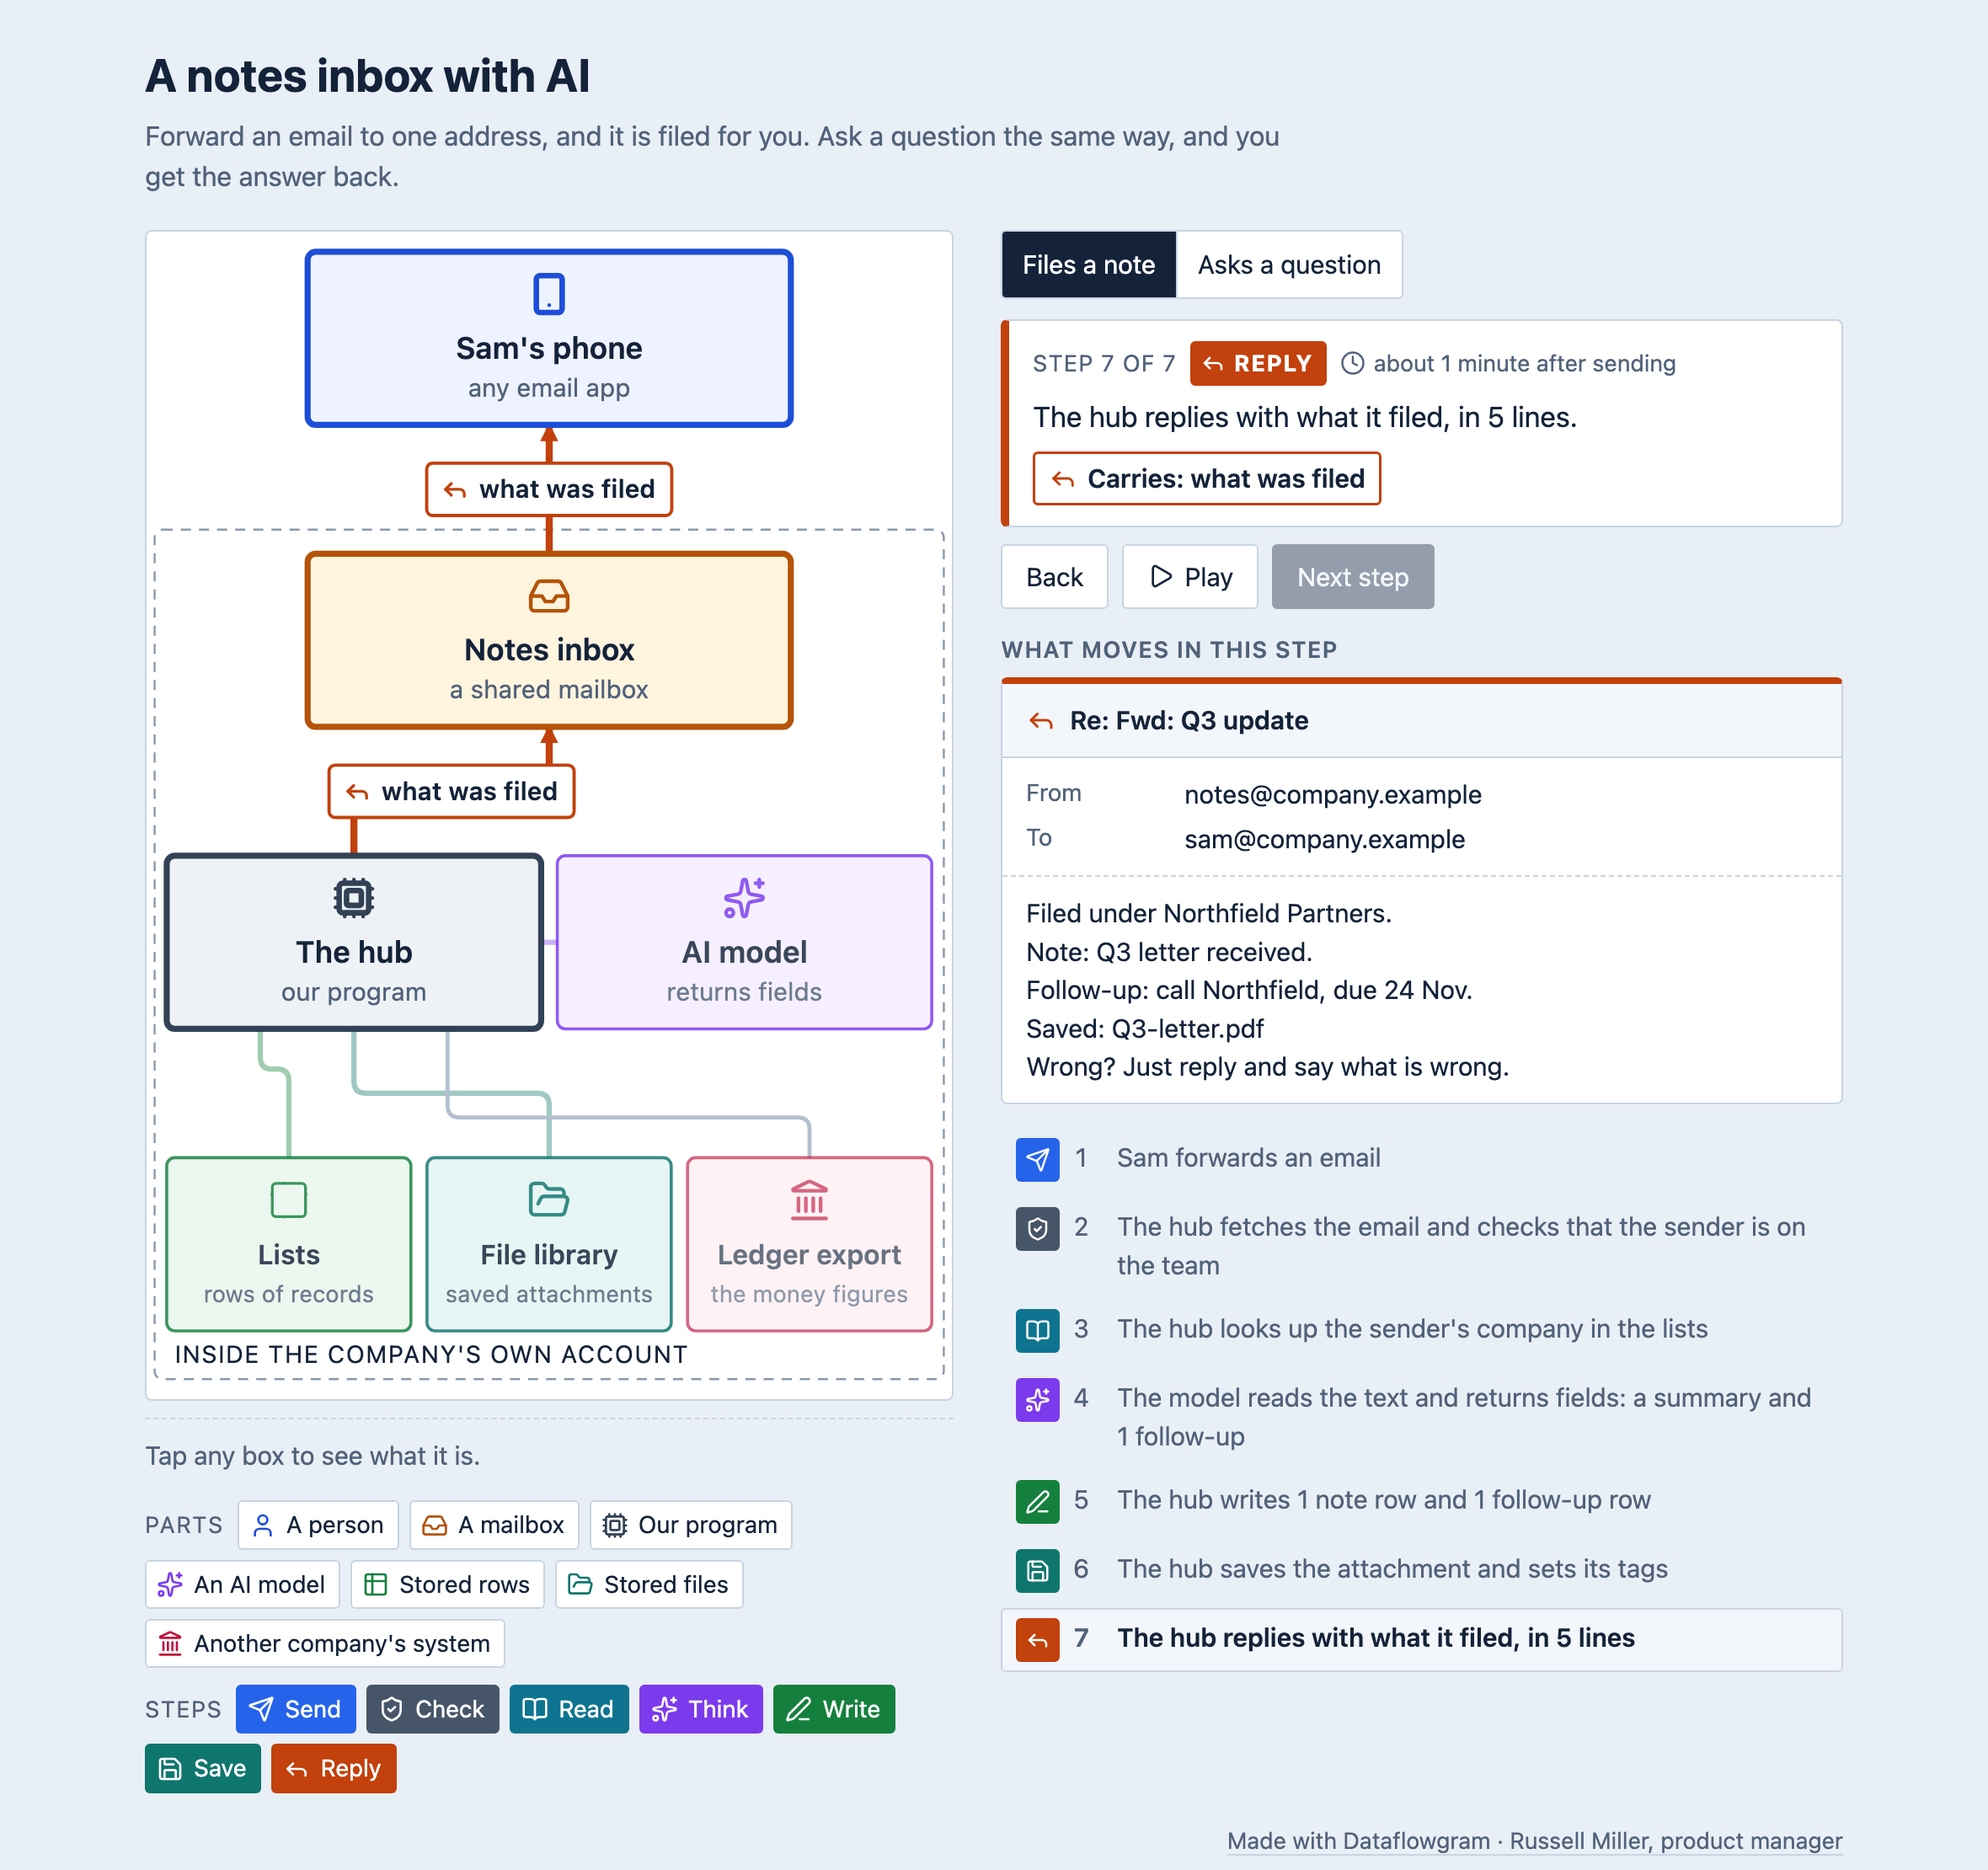 A notes inbox with AI
Forward an email to one address, and it is filed for you. Ask a question the same way, and you
get the answer back.
Sam's phone
any email app
what was filed
Notes inbox
a shared mailbox
what was filed
The hub
our program
AI model
returns fields
Lists
rows of records
File library
saved attachments
Ledger export
the money figures
INSIDE THE COMPANY'S OWN ACCOUNT
Tap any box to see what it is.
PARTS A person A mailbox Our program
An AI model Stored rows Stored files
Another company's system
STEPS Send Check Read Think Write
Save Reply
Files a note Asks a question
STEP 7 OF 7 REPLY about 1 minute after sending
The hub replies with what it filed, in 5 lines.
Carries: what was filed
Back Play Next step
WHAT MOVES IN THIS STEP
Re: Fwd: Q3 update
From notes@company.example
To sam@company.example
Filed under Northfield Partners.
Note: Q3 letter received.
Follow-up: call Northfield, due 24 Nov.
Saved: Q3-letter.pdf
Wrong? Just reply and say what is wrong.
1 Sam forwards an email
2 The hub fetches the email and checks that the sender is on
the team
3 The hub looks up the sender's company in the lists
4 The model reads the text and returns fields: a summary and
1 follow-up
5 The hub writes 1 note row and 1 follow-up row
6 The hub saves the attachment and sets its tags
7 The hub replies with what it filed, in 5 lines
Made with Dataflowgram · Russell Miller, product manager